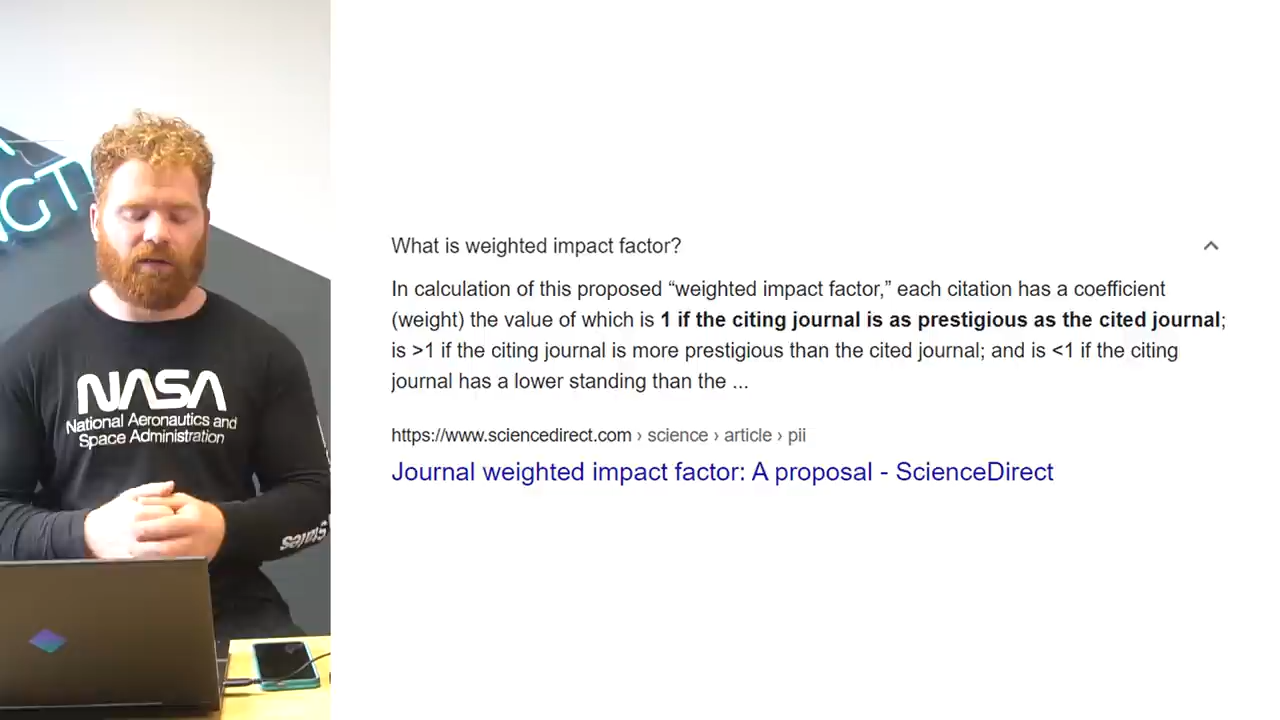 NASA
National Aeronautics and
Space Administration
What is weighted impact factor?
In calculation of this proposed “weighted impact factor,” each citation has a coefficient
(weight) the value of which is 1 if the citing journal is as prestigious as the cited journal;
is >1 if the citing journal is more prestigious than the cited journal; and is <1 if the citing
journal has a lower standing than the ...
https://www.sciencedirect.com › science › article › pii
Journal weighted impact factor: A proposal - ScienceDirect